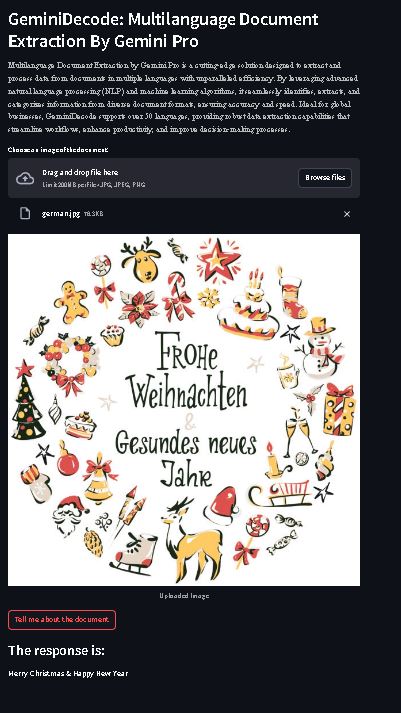 GeminiDecode: Multilanguage Document
Extraction By Gemini Pro
Multilanguage Document Extraction by Gemini Pro is a cutting-edge solution designed to extract and
process data from documents in multiple languages with unparalleled efficiency. By leveraging advanced
natural language processing (NLP) and machine learning algorithms, it seamlessly identifies, extracts, and
categorizes information from diverse document formats, ensuring accuracy and speed. Ideal for global
businesses, GeminiDecode supports over 50 languages, providing robust data extraction capabilities that
streamline workflows, enhance productivity, and improve decision-making processes.
Choose an image of the document:
Drag and drop file here
Limit 200MB per file • JPG, JPEG, PNG
Browse files
german.jpg
Frohe
Weihnachten
&
Gesundes neues
Jahr
Uploaded Image
Tell me about the document
The response is:
Merry Christmas & Happy New Year